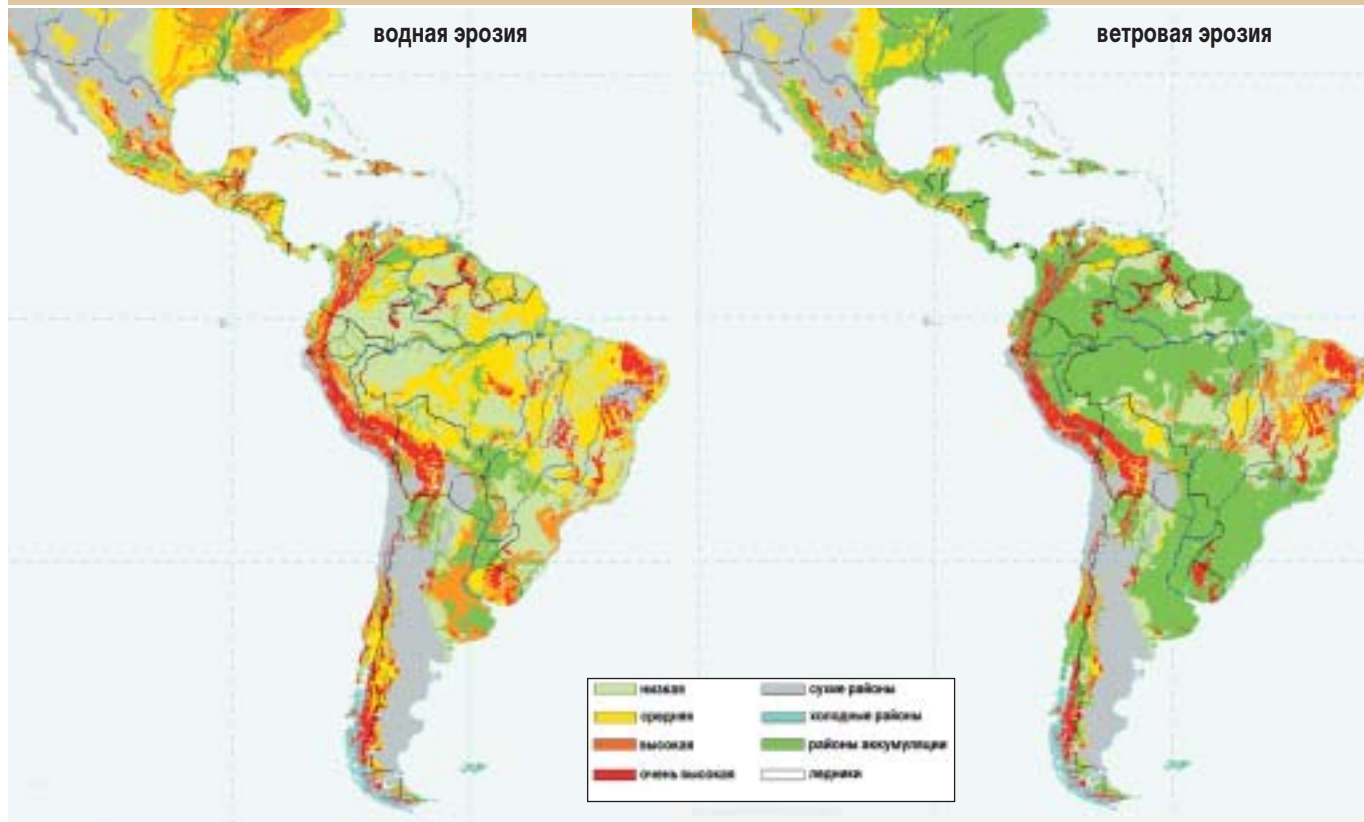 водная эрозия
ветровая эрозия
низкая
средняя
высокая
очень высокая
сухие районы
холодные районы
районы аккумуляции
ледники